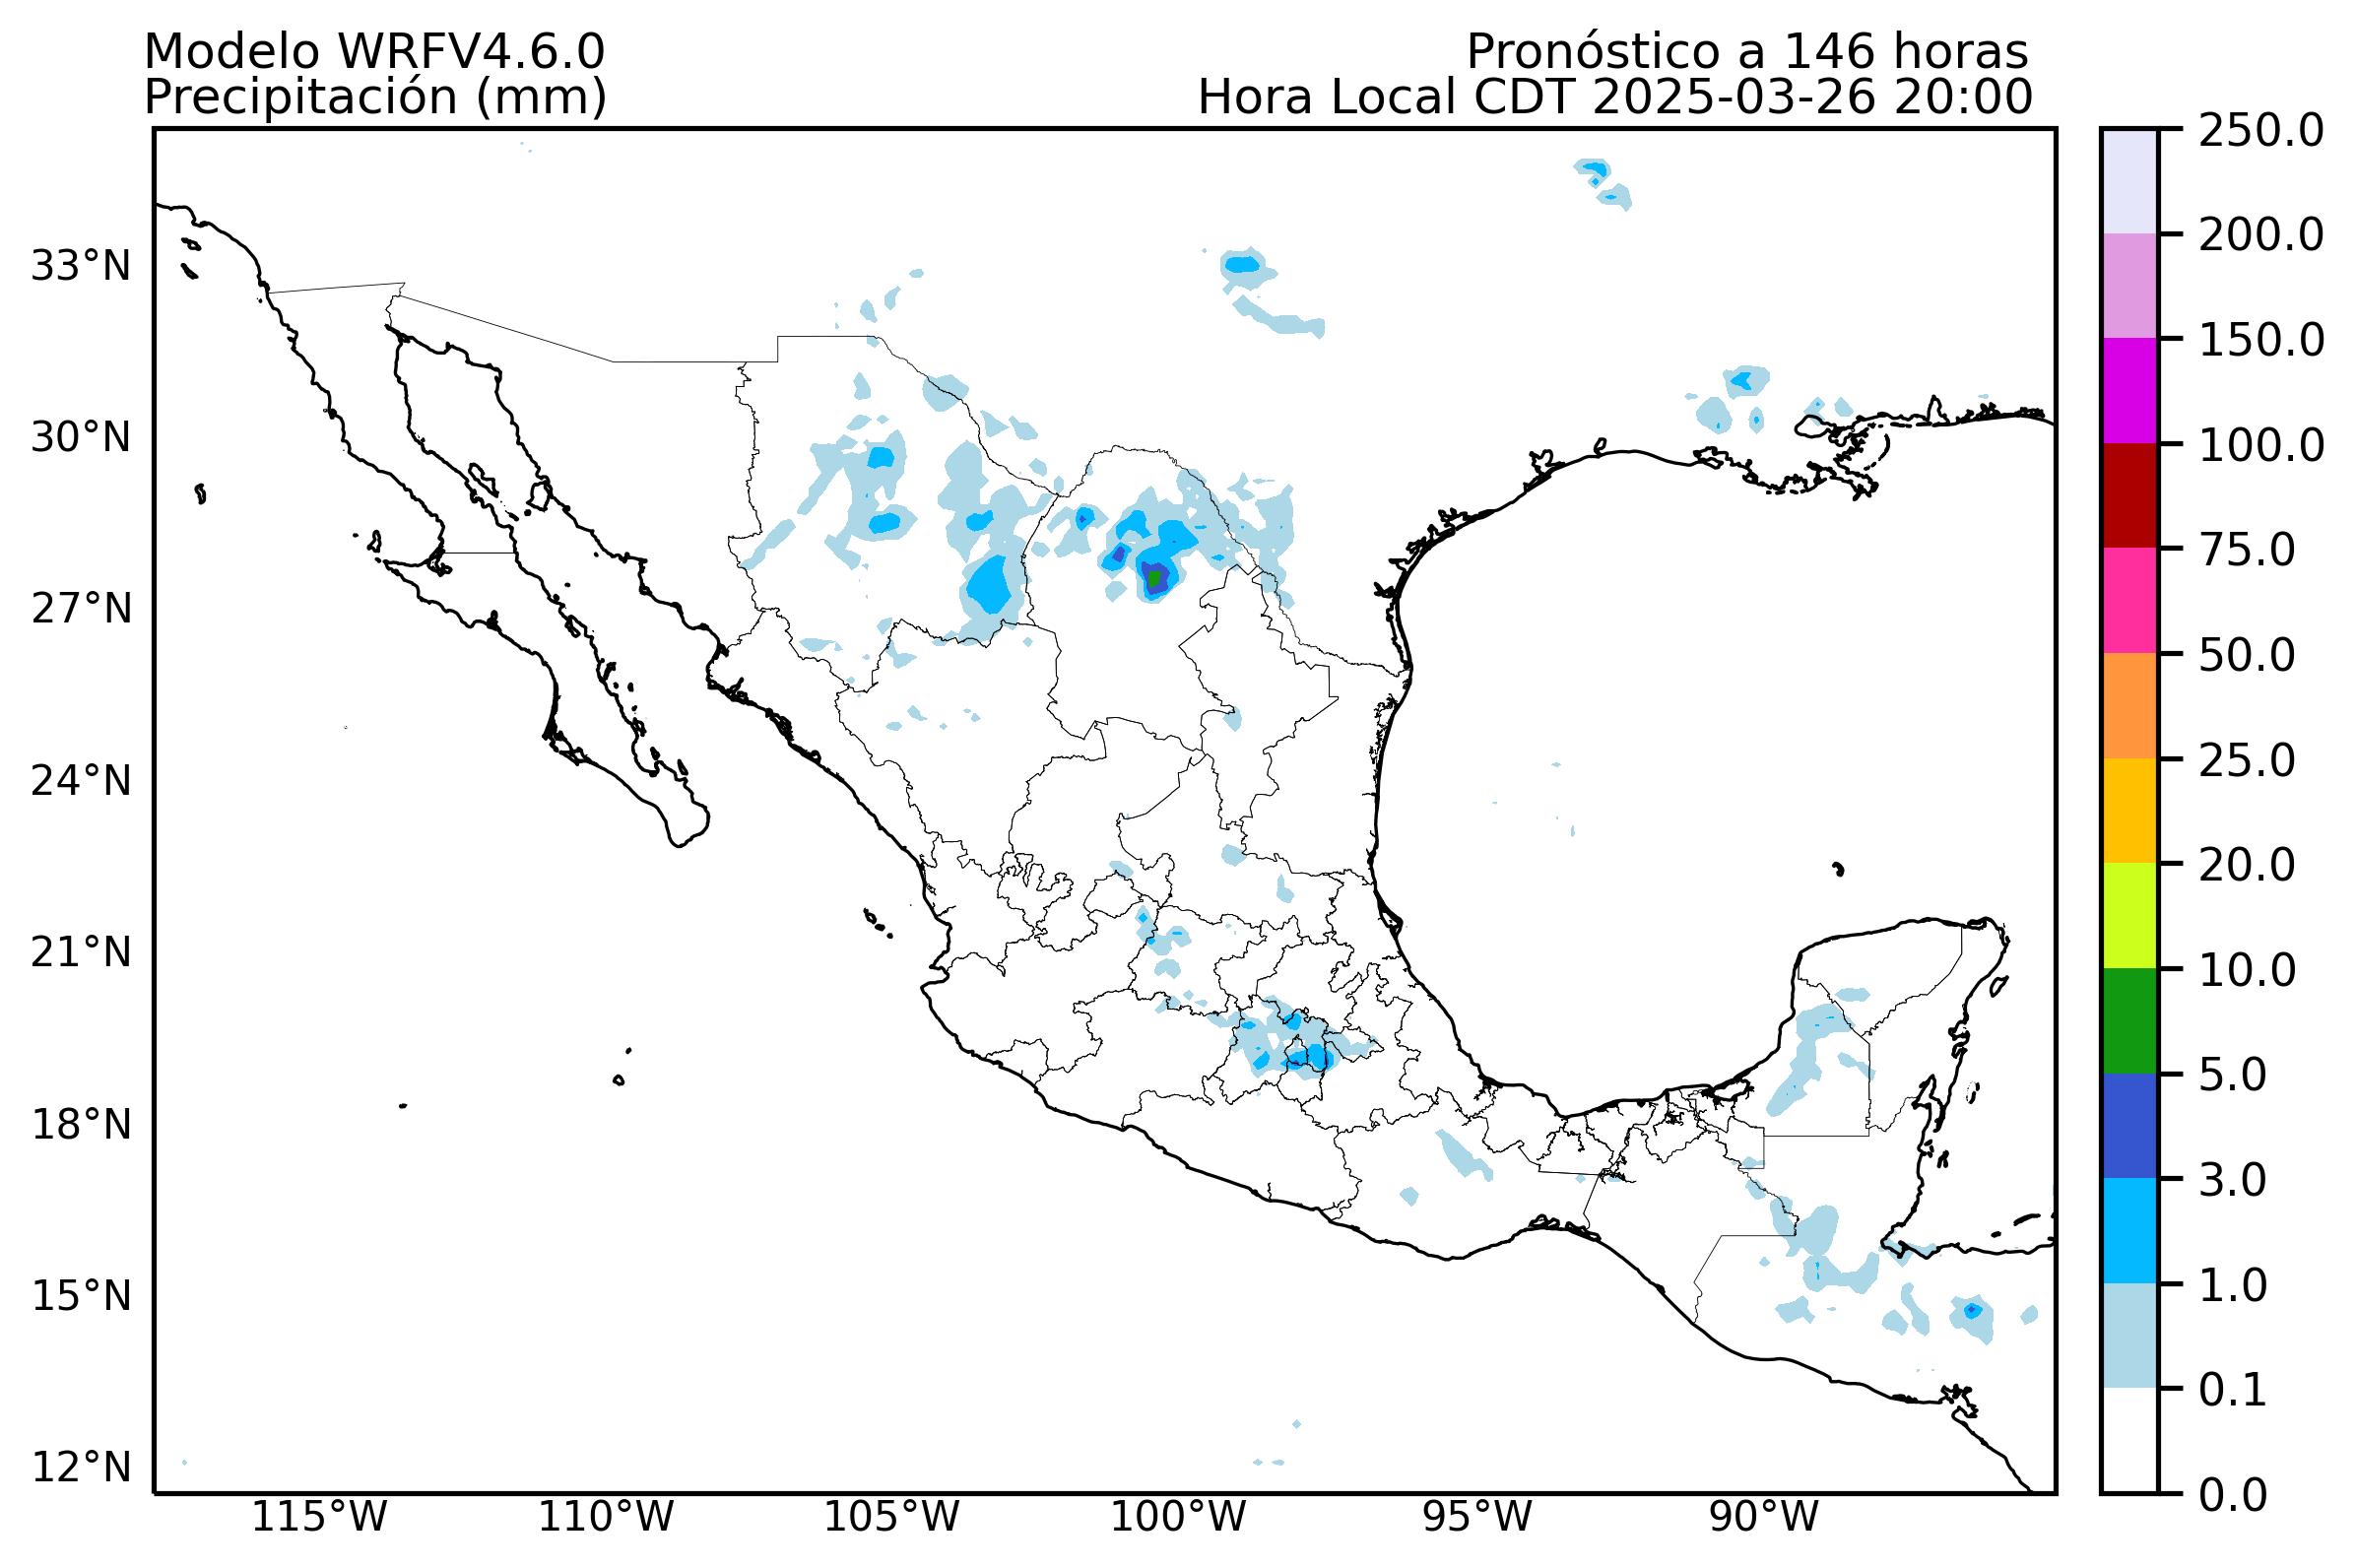 Modelo WRFV4.6.0
Pronóstico a 146 horas
Precipitación (mm)
Hora Local CDT 2025-03-26 20:00
250.0
200.0
150.0
100.0
75.0
50.0
25.0
20.0
10.0
5.0
3.0
1.0
0.1
0.0
33°N
30°N
27°N
24°N
21°N
18°N
15°N
12°N
115°W
110°W
105°W
100°W
95°W
90°W